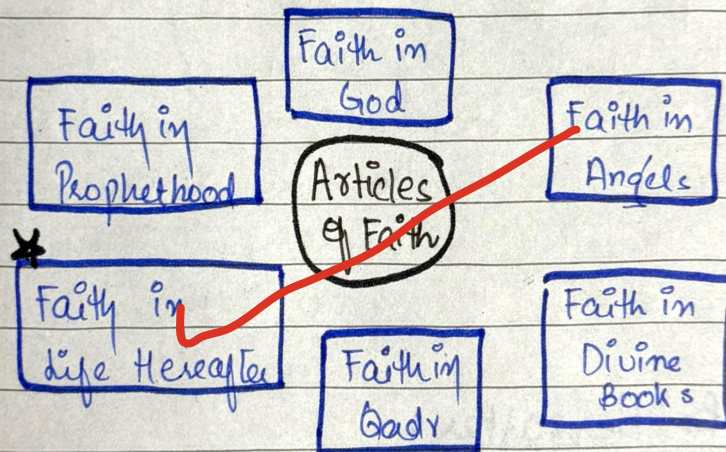 Faith in
God
Faith in
Prophethood
Articles
of Faith
Faith in
Angels
Faith in
Life Hereafter
Faith in
Qadr
Faith in
Divine
Books